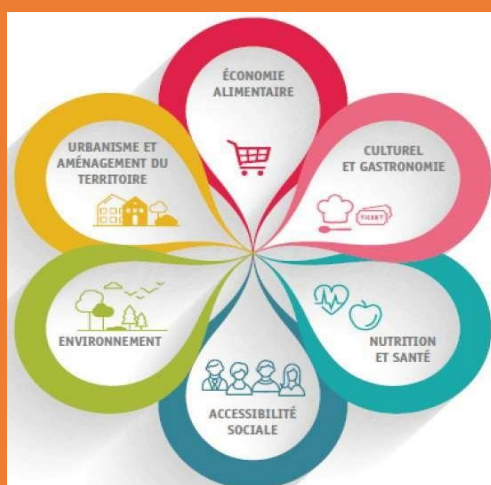 ÉCONOMIE
ALIMENTAIRE
URBANISME ET
AMÉNAGEMENT DU
TERRITOIRE
CULTUREL
ET GASTRONOMIE
TICKET
ENVIRONNEMENT
NUTRITION
ET SANTÉ
ACCESSIBILITÉ
SOCIALE